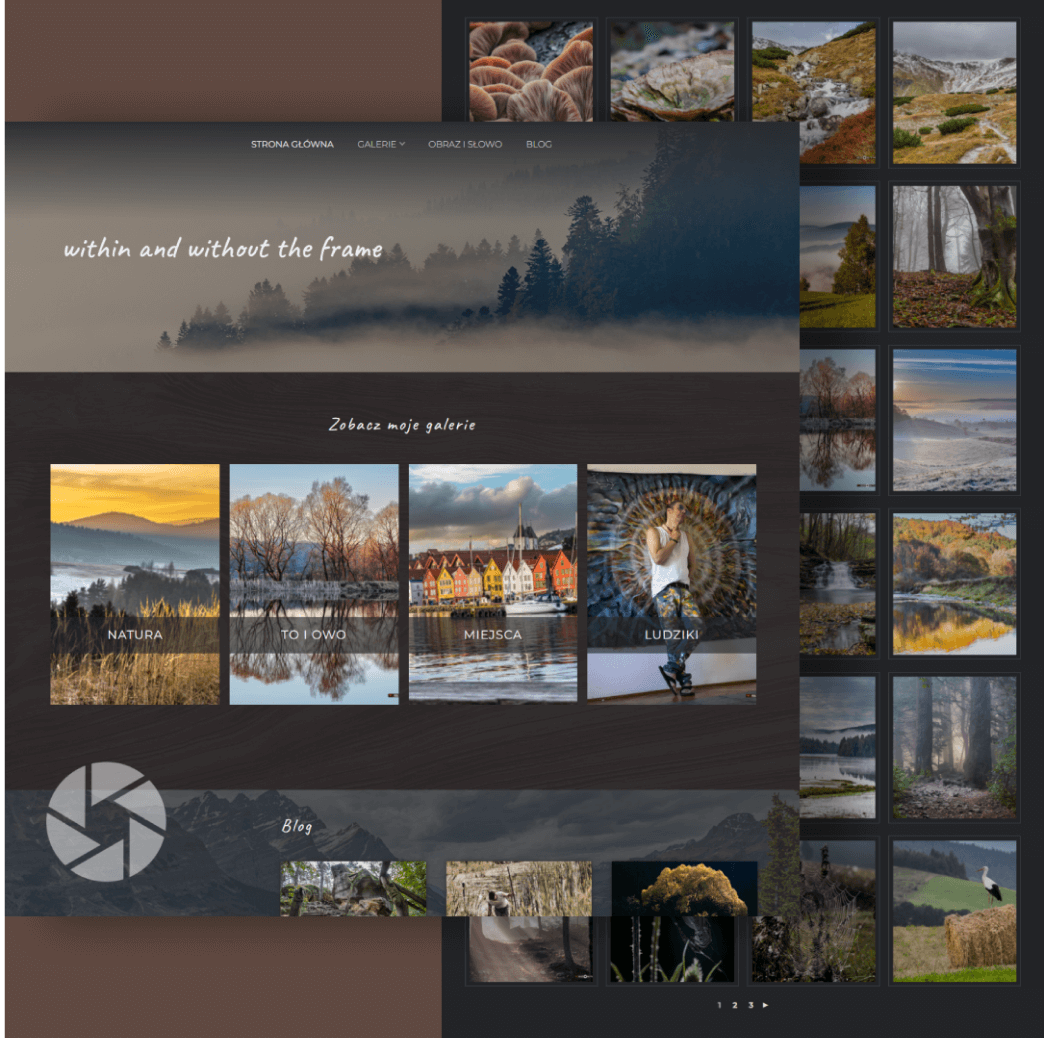 STRONA GŁÓWNA GALERIE OBRAZ I SŁOWO BLOG
within and without the frame
Zobacz moje galerie
NATURA TO I OWO MIEJSCA LUDZIKI
Blog
1 2 3